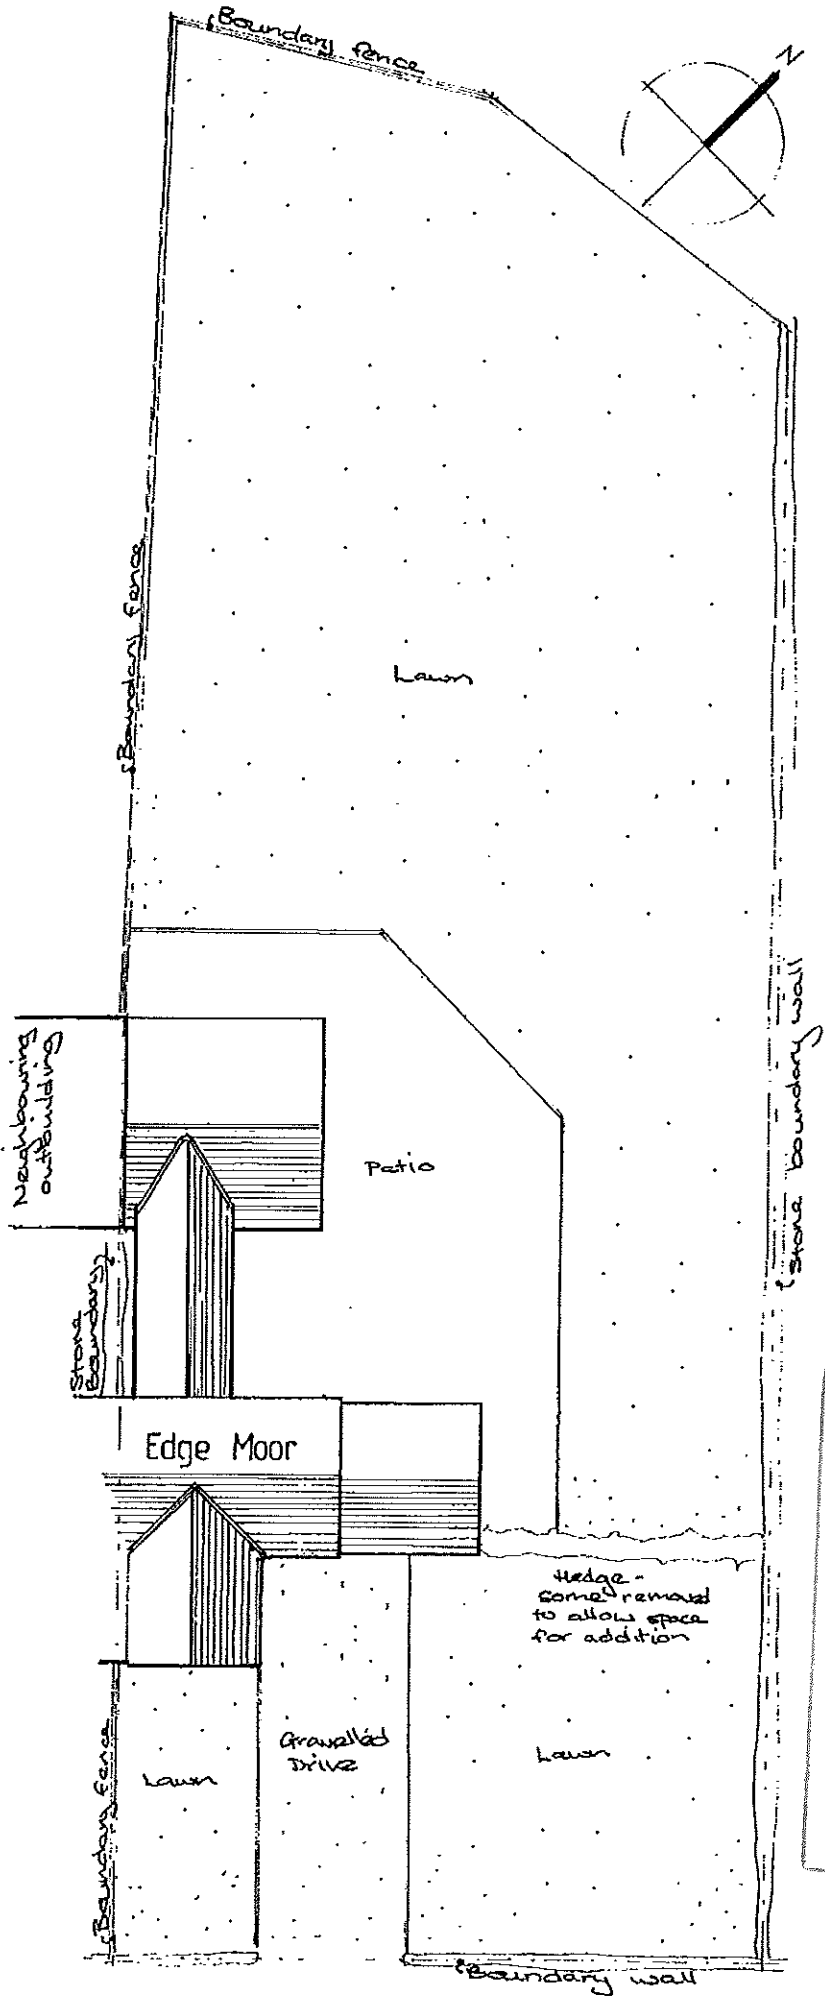 Boundary fence
N
Boundary fence
Lawn
Stone boundary wall
Neighbouring
outbuilding
Patio
Stone
Boundary
Edge Moor
Hedge -
some removed
to allow space
for addition
Gravelled
Drive
Lawn
Lawn
Boundary fence
Boundary wall